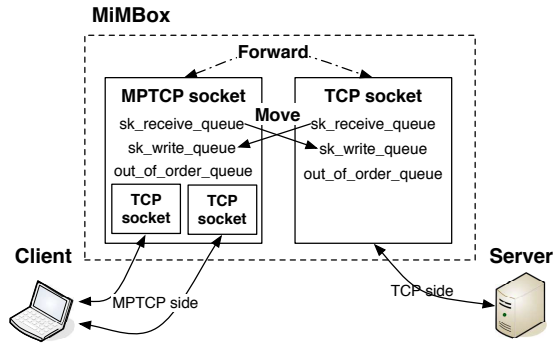 MiMBox
Forward
MPTCP socket
TCP socket
Move
sk_receive_queue
sk_receive_queue
sk_write_queue
sk_write_queue
out_of_order_queue
out_of_order_queue
TCP
socket
TCP
socket
Client
Server
MPTCP side
TCP side